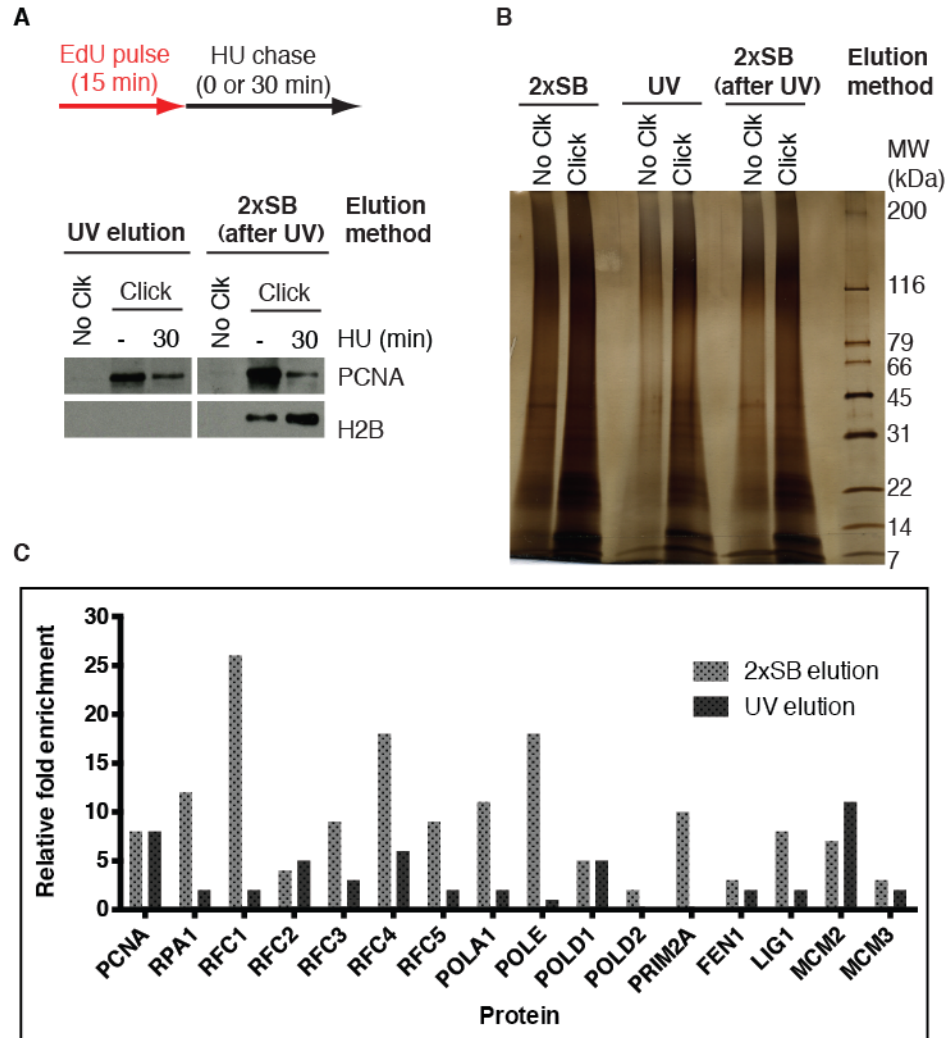 A
EdU pulse
(15 min)
HU chase
(0 or 30 min)
UV elution
2xSB
(after UV)
Elution
method
No Clk
Click
No Clk
Click
-
30
-
30
HU (min)
PCNA
H2B
B
2xSB
UV
2xSB
(after UV)
Elution
method
No Clk
Click
No Clk
Click
No Clk
Click
MW
(kDa)
200
116
79
66
45
31
22
14
7
C
Relative fold enrichment
30
25
20
15
10
5
0
2xSB elution
UV elution
PCNA
RPA1
RFC1
RFC2
RFC3
RFC4
RFC5
POLA1
POLE
POLD1
POLD2
PRIM2A
FEN1
LIG1
MCM2
MCM3
Protein